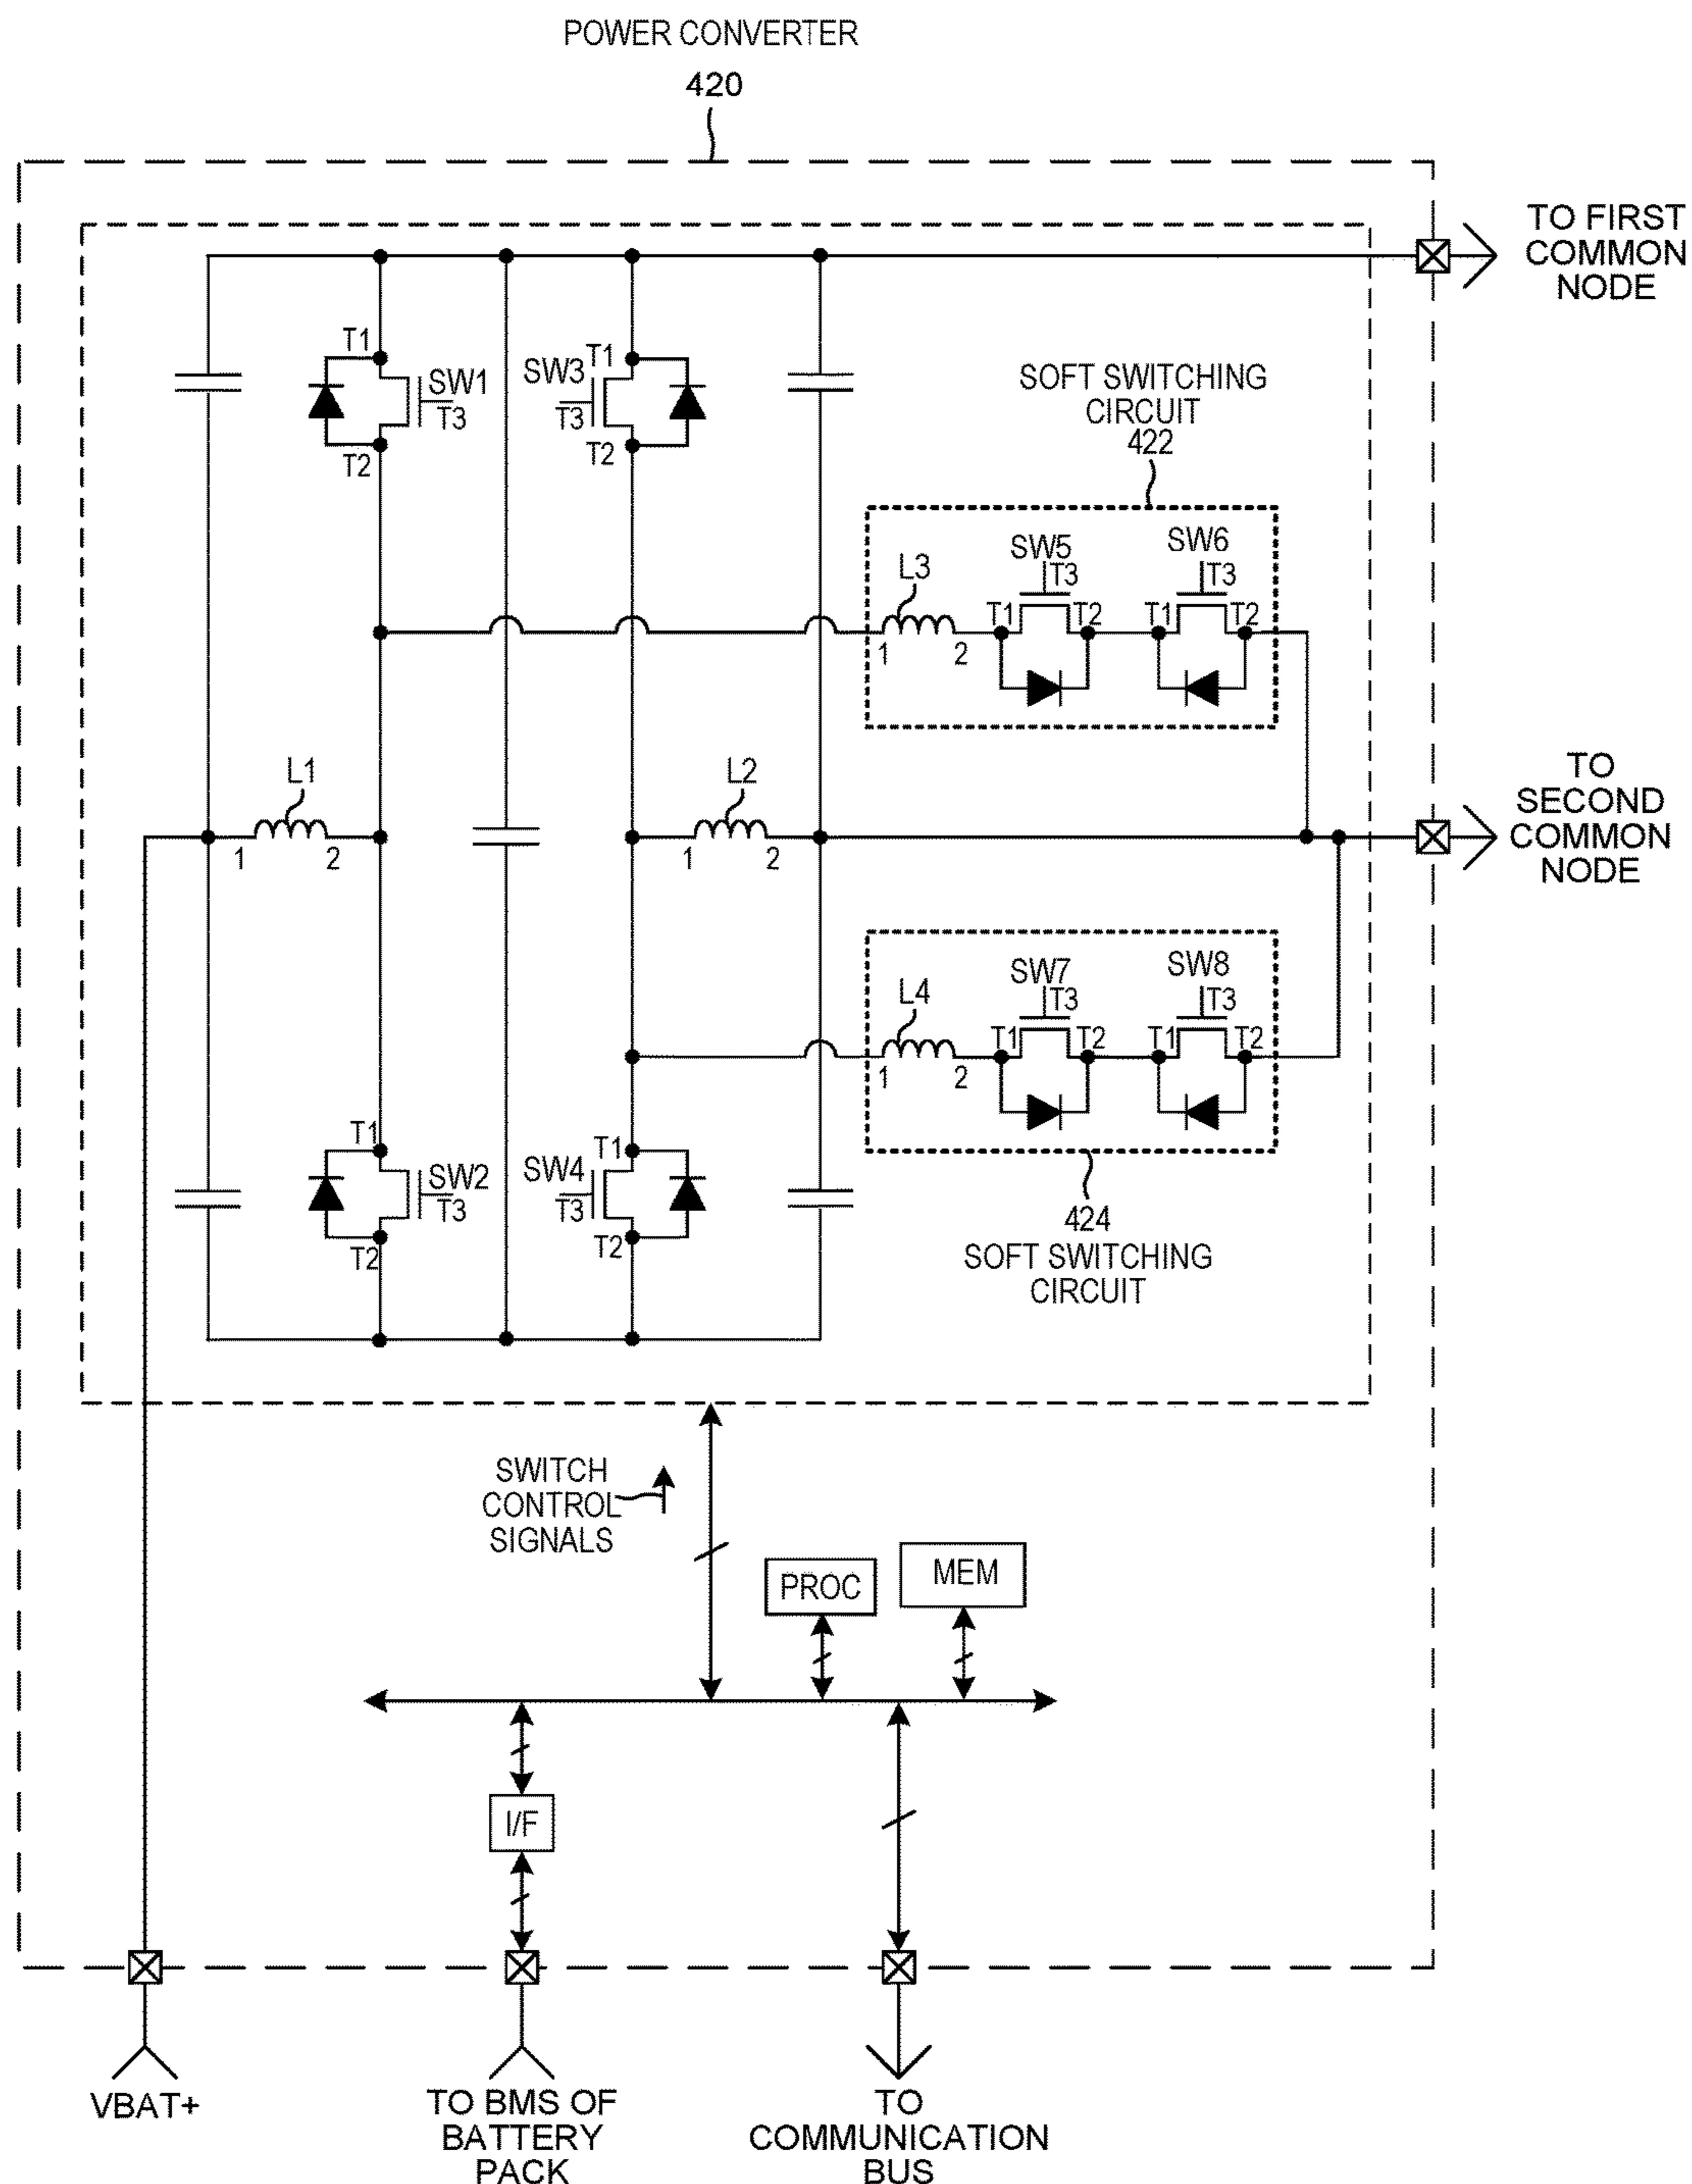 POWER CONVERTER
420
TO FIRST
COMMON
NODE
T1
SW1
T3
T2
SW3
T1
T3
T2
SOFT SWITCHING
CIRCUIT
422
L3
1
2
SW5
T3
T1
T2
SW6
T3
T1
T2
L1
1
2
L2
1
2
TO
SECOND
COMMON
NODE
L4
1
2
SW7
T3
T1
T2
SW8
T3
T1
T2
T1
SW2
T3
T2
SW4
T1
T3
T2
424
SOFT SWITCHING
CIRCUIT
SWITCH
CONTROL
SIGNALS
PROC
MEM
I/F
VBAT+
TO BMS OF
BATTERY
PACK
TO
COMMUNICATION
BUS